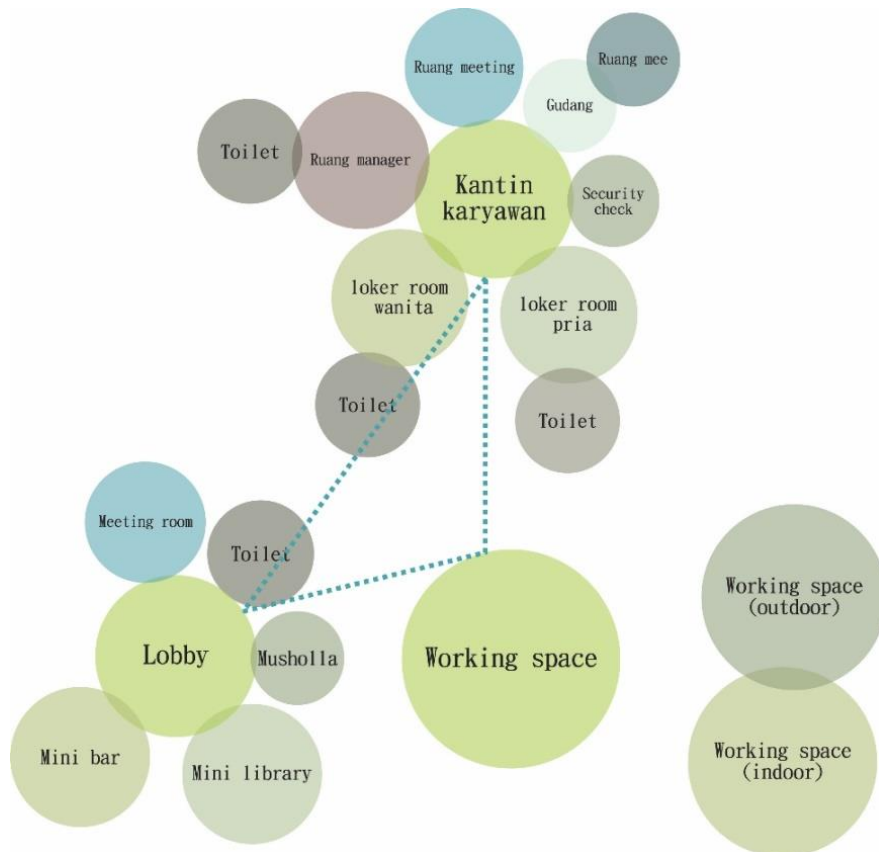 Ruang meeting
Ruang mee
Gudang
Toilet
Ruang manager
Kantin
karyawan
Security
check
loker room
wanita
loker room
pria
Toilet
Toilet
Meeting room
Toilet
Lobby
Musholla
Working space
Working space
(outdoor)
Mini bar
Mini library
Working space
(indoor)